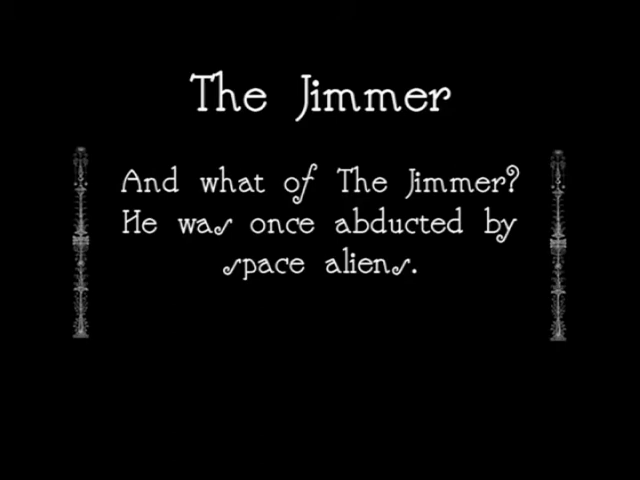 The Jimmer
And what of The Jimmer?
He was once abducted by
space aliens.